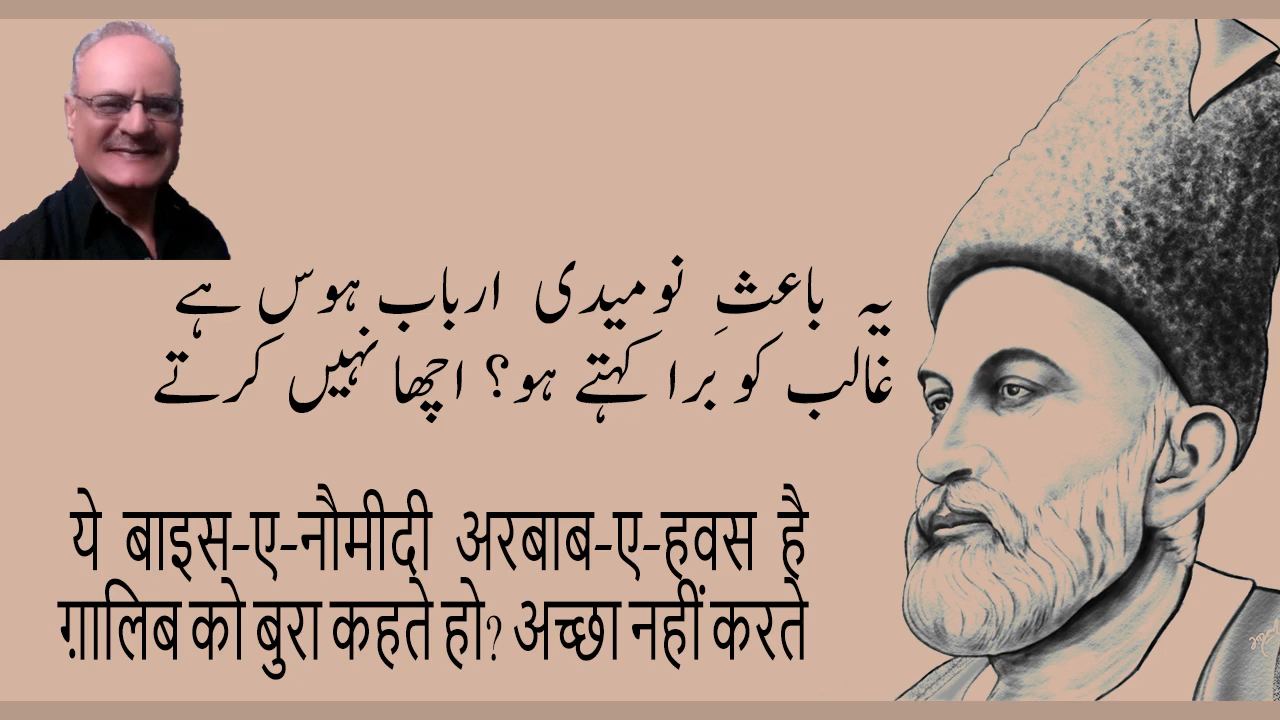 یہ باعثِ نومیدی ارباب ہوس ہے
غالب کو برا کہتے ہو؟ اچھا نہیں کرتے
ये बाइस-ए-नौमीदी अरबाब-ए-हवस है
ग़ालिब को बुरा कहते हो? अच्छा नहीं करते